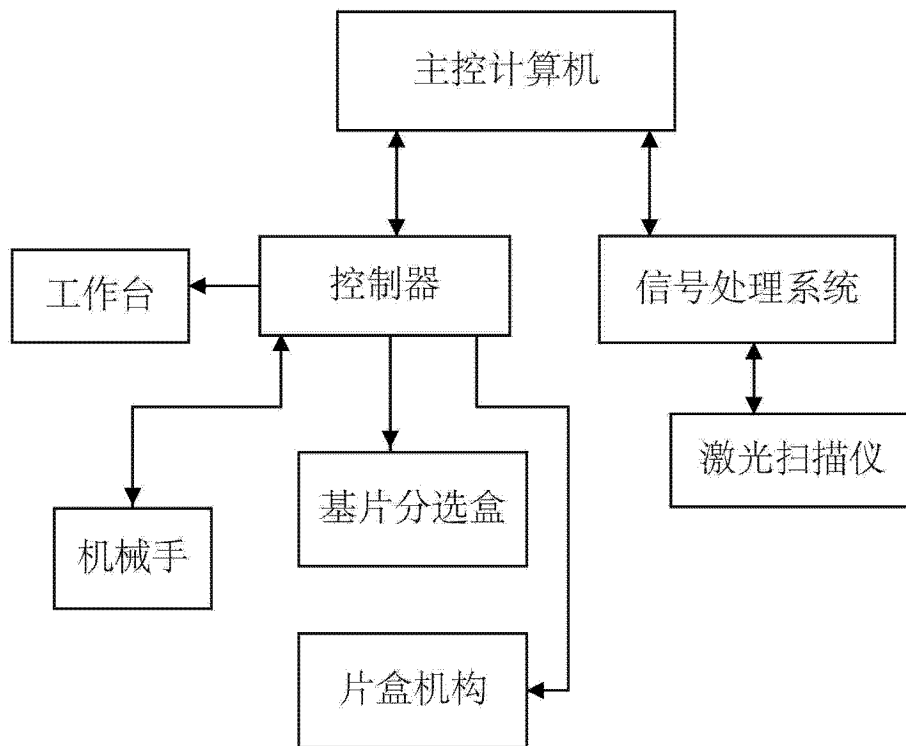 主控计算机
工作台
控制器
信号处理系统
激光扫描仪
基片分选盒
机械手
片盒机构